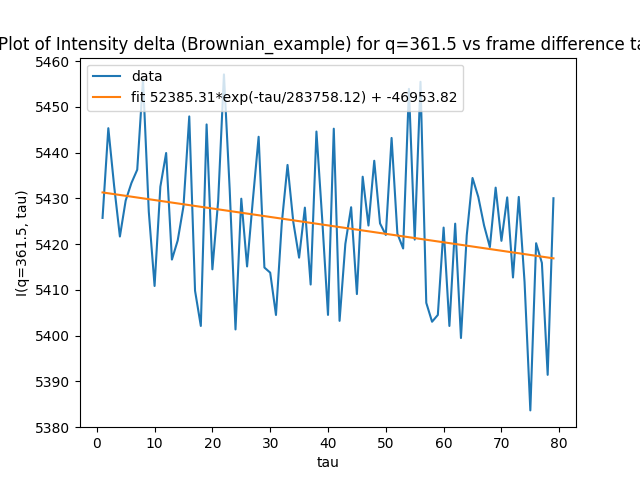 Plot of Intensity delta (Brownian_example) for q=361.5 vs frame difference ta
5460
5450
5440
5430
5420
5410
5400
5390
5380
I(q=361.5, tau)
data
fit 52385.31*exp(-tau/283758.12) + -46953.82
0 10 20 30 40 50 60 70 80
tau